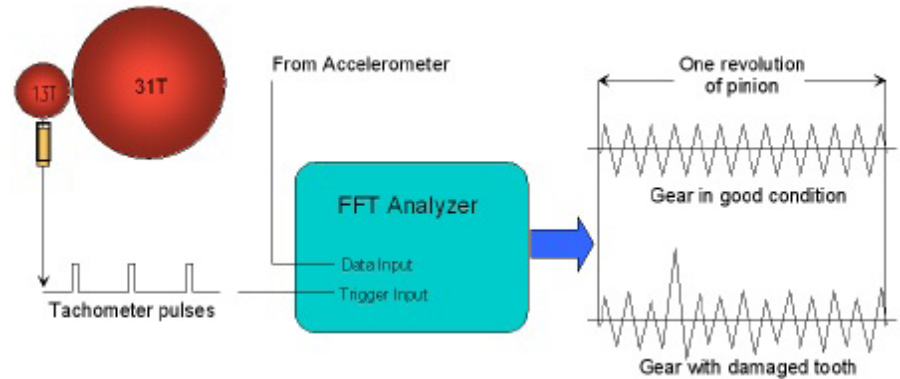 13T
31T
From Accelerometer
One revolution
of pinion
FFT Analyzer
Data Input
Trigger Input
Tachometer pulses
Gear in good condition
Gear with damaged tooth